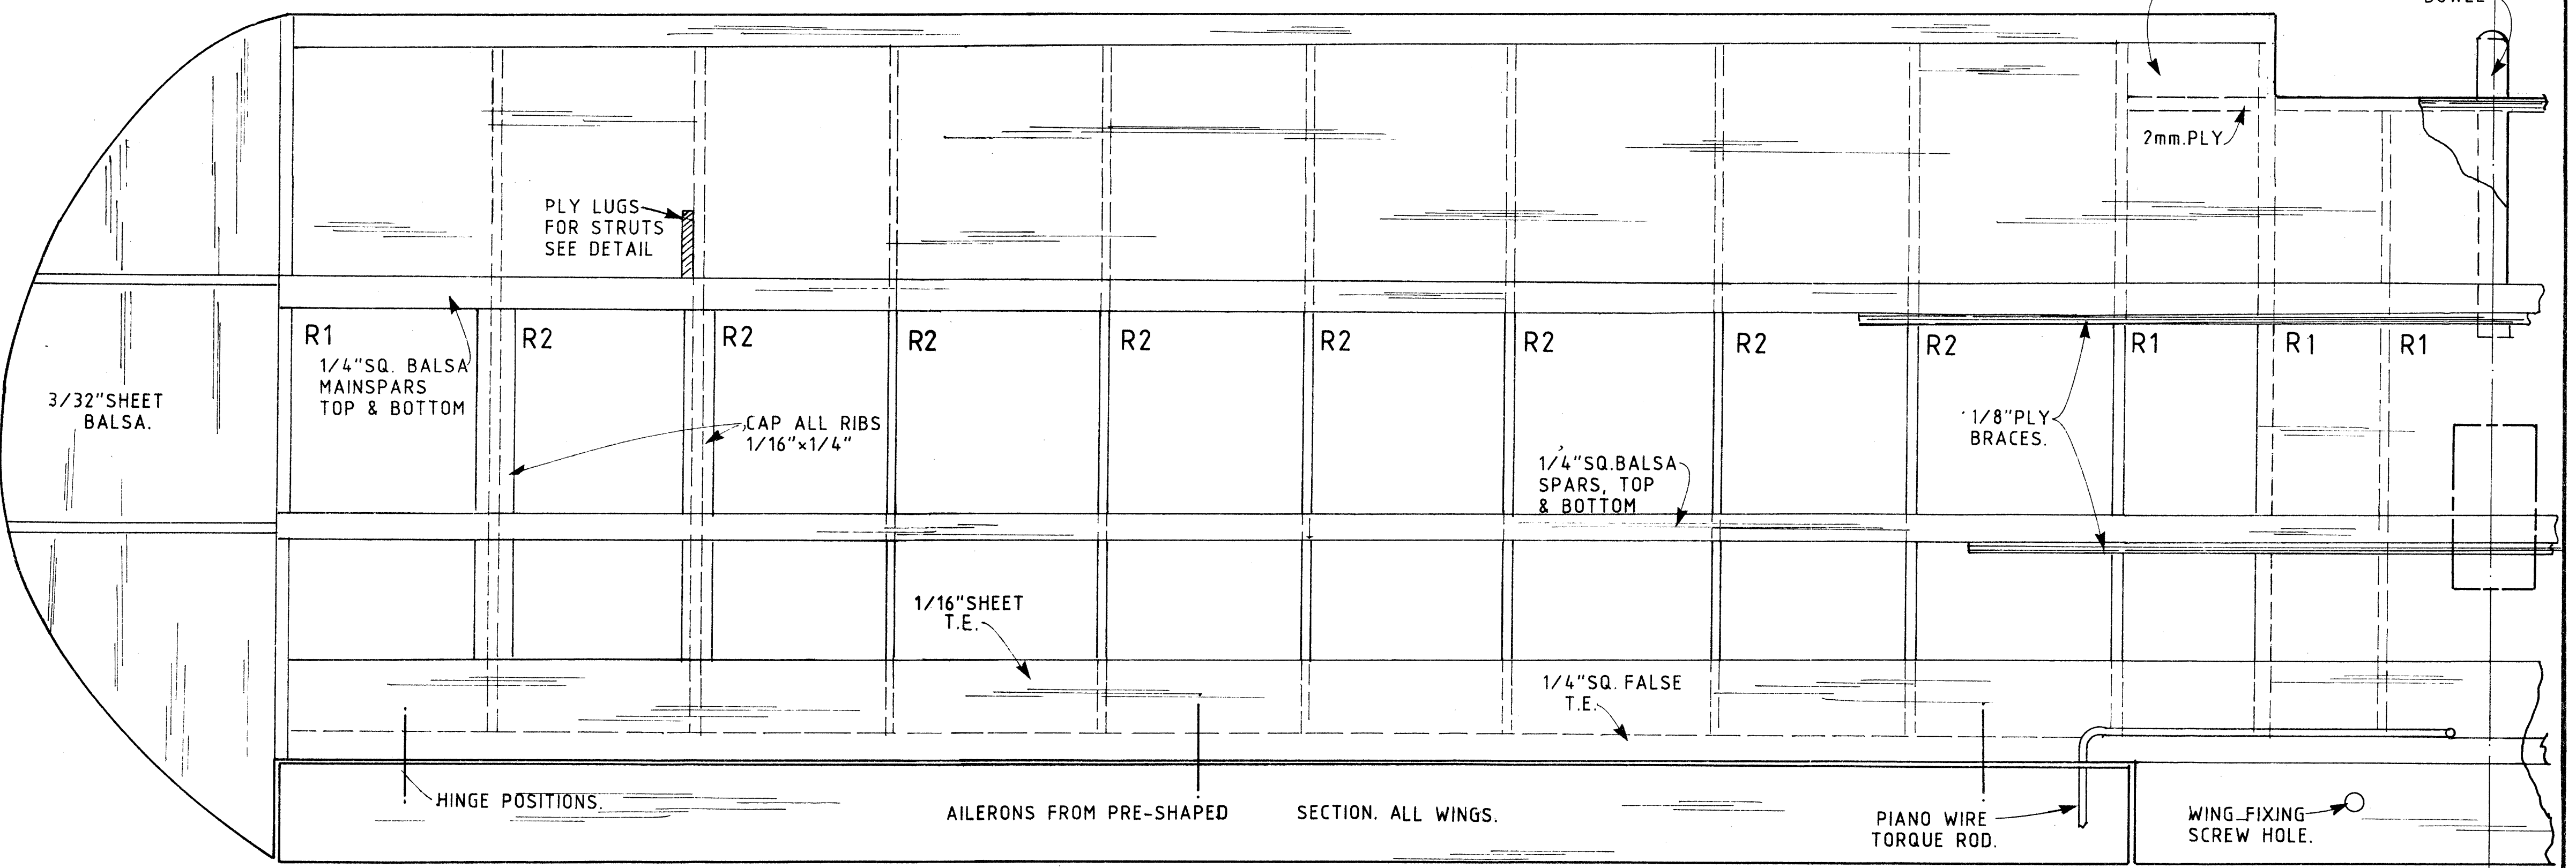 DOWEL
2mm.PLY
PLY LUGS
FOR STRUTS
SEE DETAIL
R1
R2
R2
R2
R2
R2
R2
R2
R2
R1
R1
R1
1/4"SQ. BALSA
MAINSPARS
TOP & BOTTOM
3/32"SHEET
BALSA.
CAP ALL RIBS
1/16"×1/4"
1/8"PLY
BRACES.
1/4"SQ.BALSA
SPARS, TOP
& BOTTOM
1/16"SHEET
T.E.
1/4"SQ. FALSE
T.E.
HINGE POSITIONS.
AILERONS FROM PRE-SHAPED SECTION. ALL WINGS.
PIANO WIRE
TORQUE ROD.
WING FIXING
SCREW HOLE.